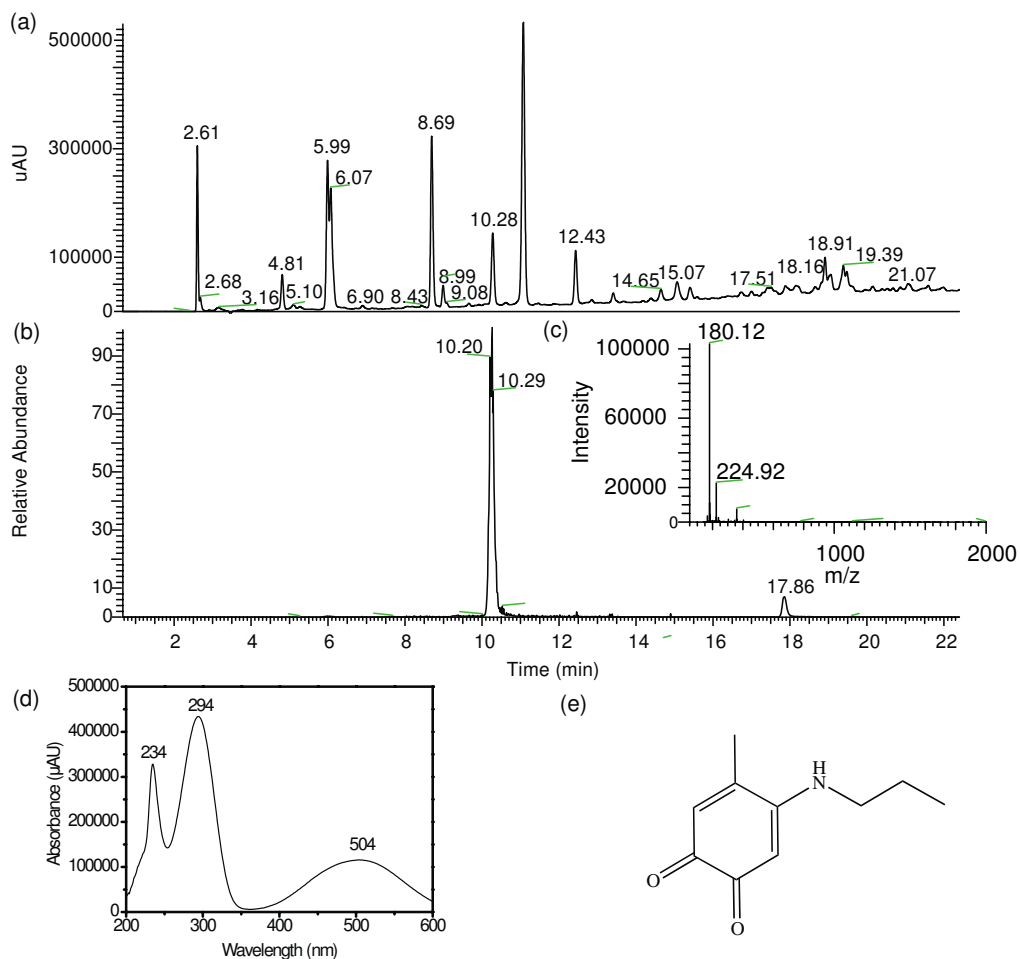 (a)
500000
300000
100000
0
uAU
2.61
2.68
3.16
4.81
5.10
5.99
6.07
6.90
8.43
8.69
8.99
9.08
10.28
12.43
14.65
15.07
17.51
18.16
18.91
19.39
21.07
(b)
90
70
50
30
10
0
Relative Abundance
10.20
10.29
17.86
2 4 6 8 10 12 14 16 18 20 22
Time (min)
(c)
100000
60000
20000
0
Intensity
180.12
224.92
1000 2000
m/z
(d)
500000
400000
300000
200000
100000
0
Absorbance (µAU)
234
294
504
200 300 400 500 600
Wavelength (nm)
(e)
H
N
O
O